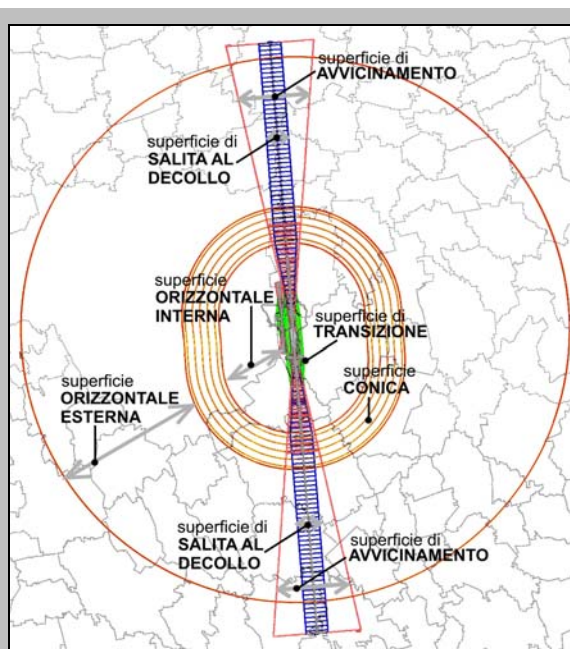 superficie di
AVVICINAMENTO
superficie di
SALITA AL
DECOLLO
superficie
ORIZZONTALE
INTERNA
superficie di
TRANSIZIONE
superficie
CONICA
superficie
ORIZZONTALE
ESTERNA
superficie di
SALITA AL
DECOLLO
superficie di
AVVICINAMENTO